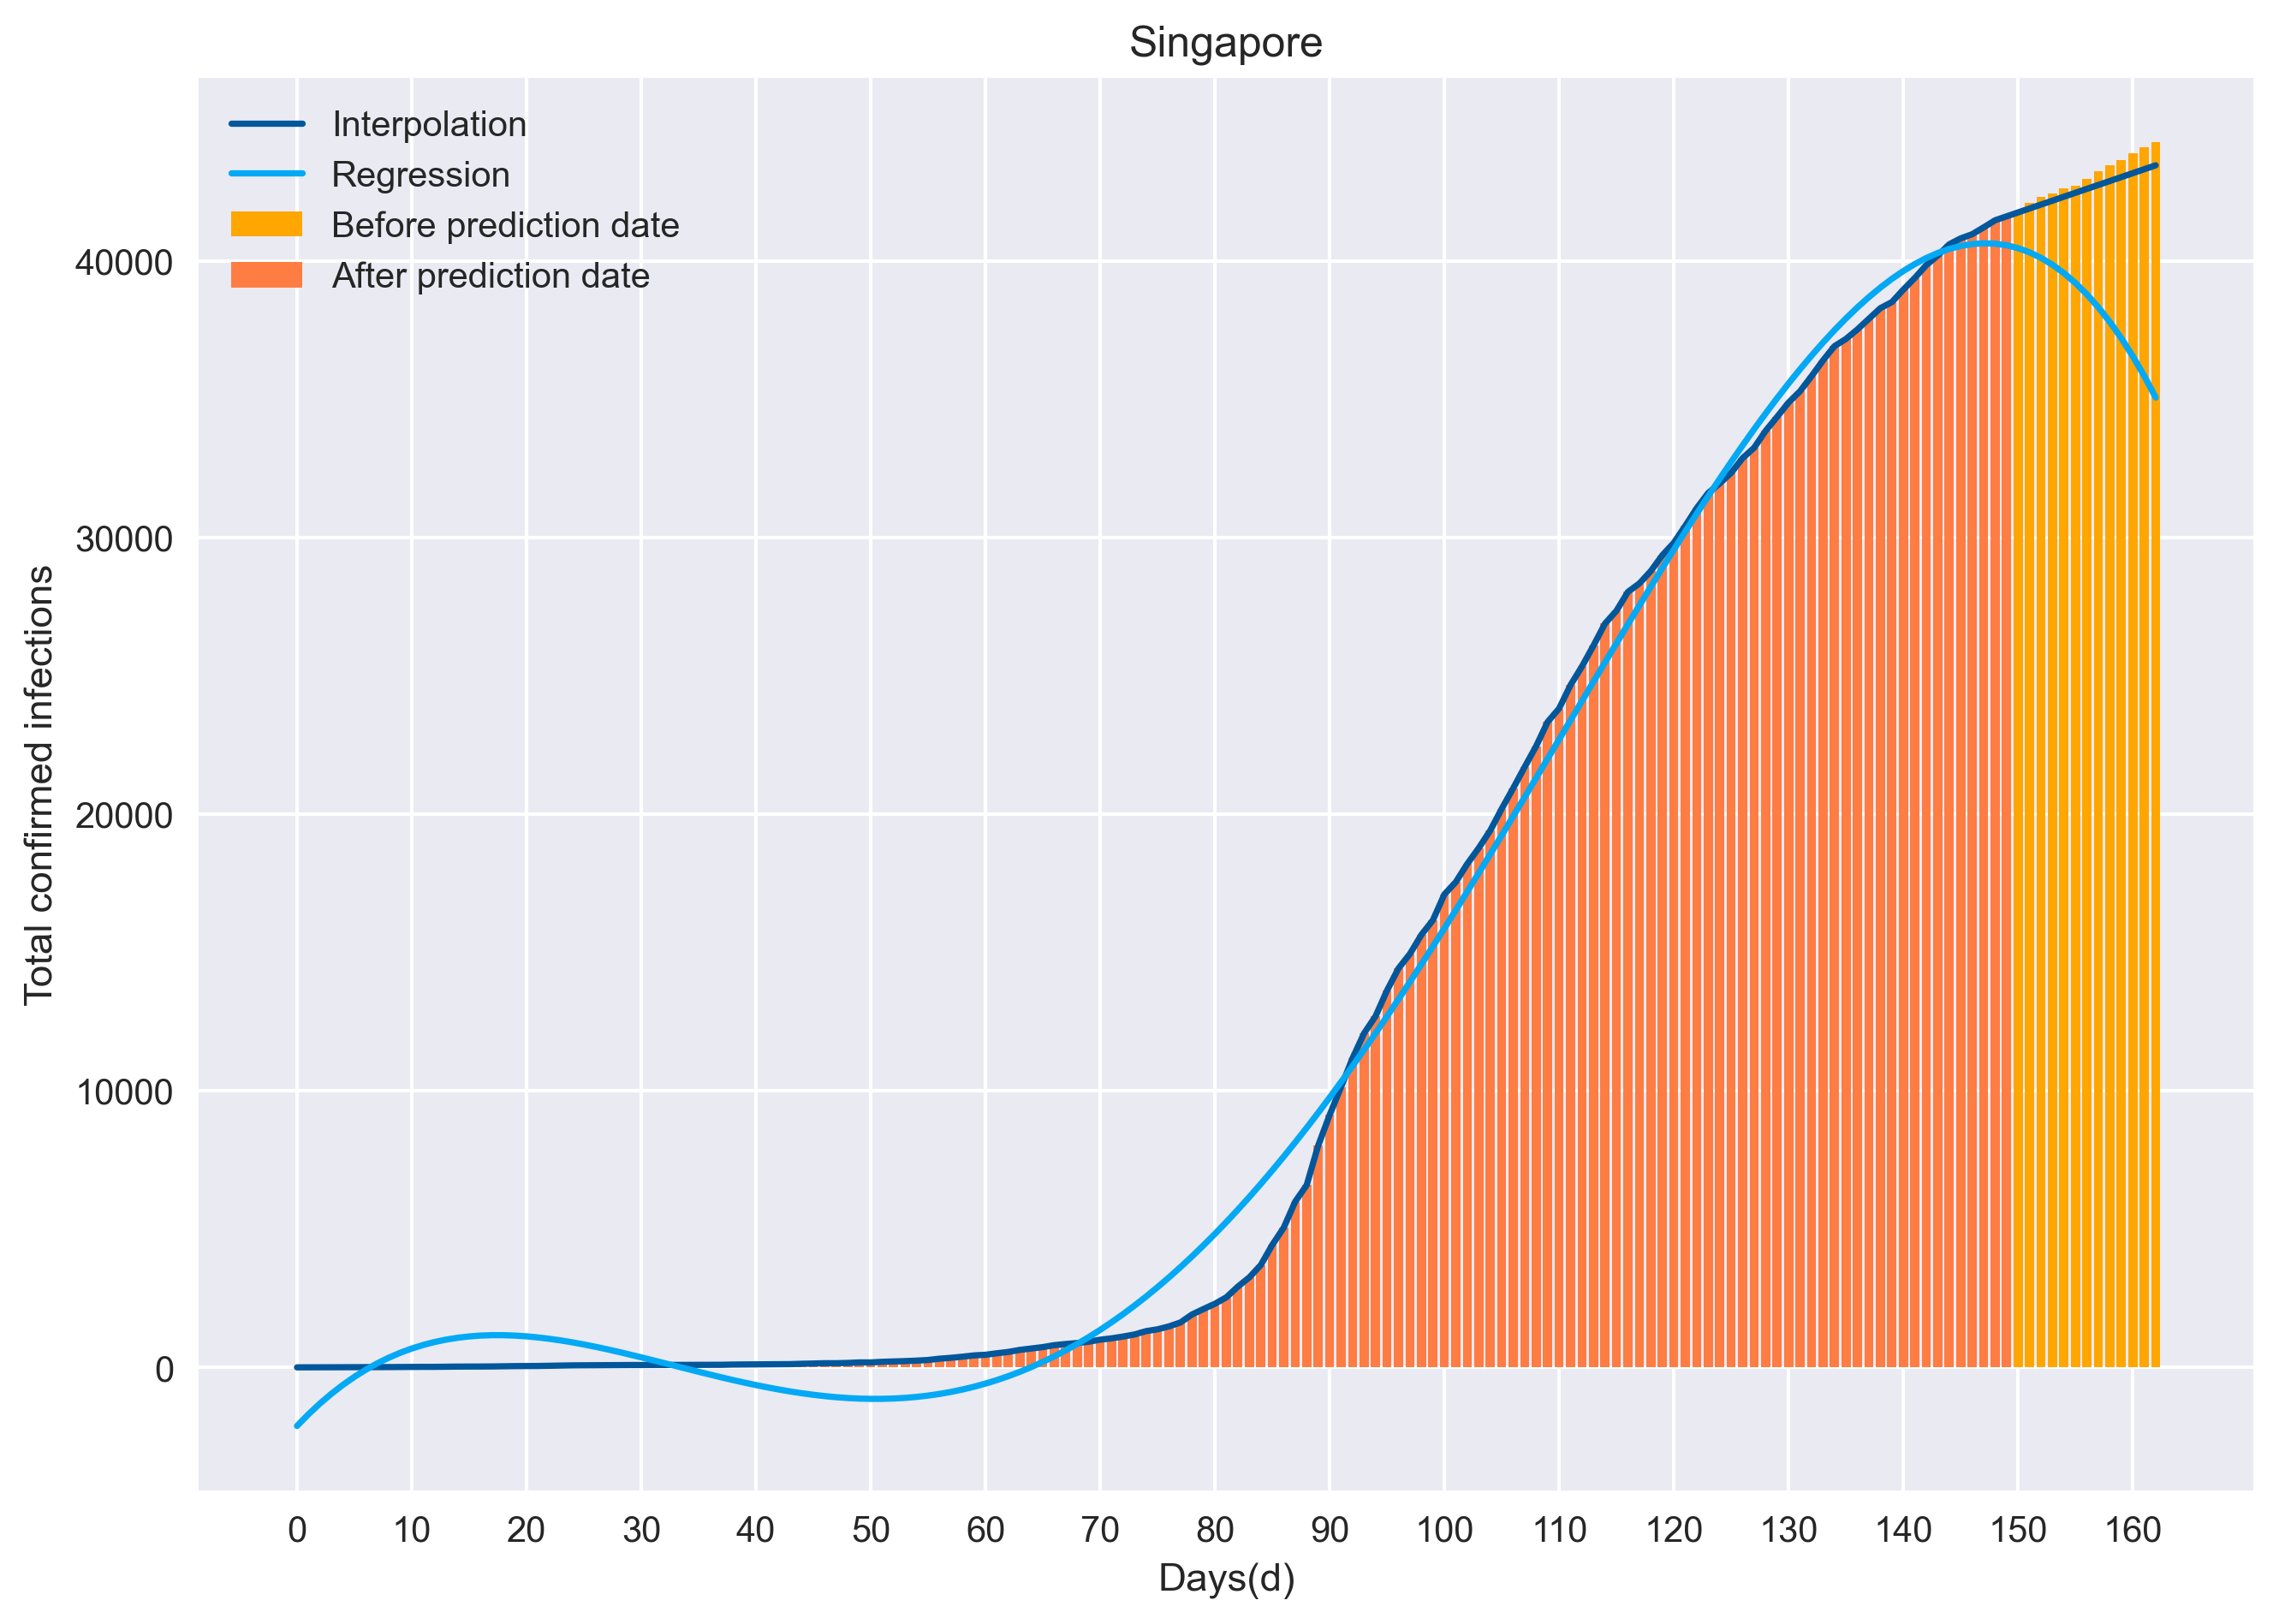 Singapore
Interpolation
Regression
Before prediction date
After prediction date
Total confirmed infections
40000
30000
20000
10000
0
0 10 20 30 40 50 60 70 80 90 100 110 120 130 140 150 160
Days(d)